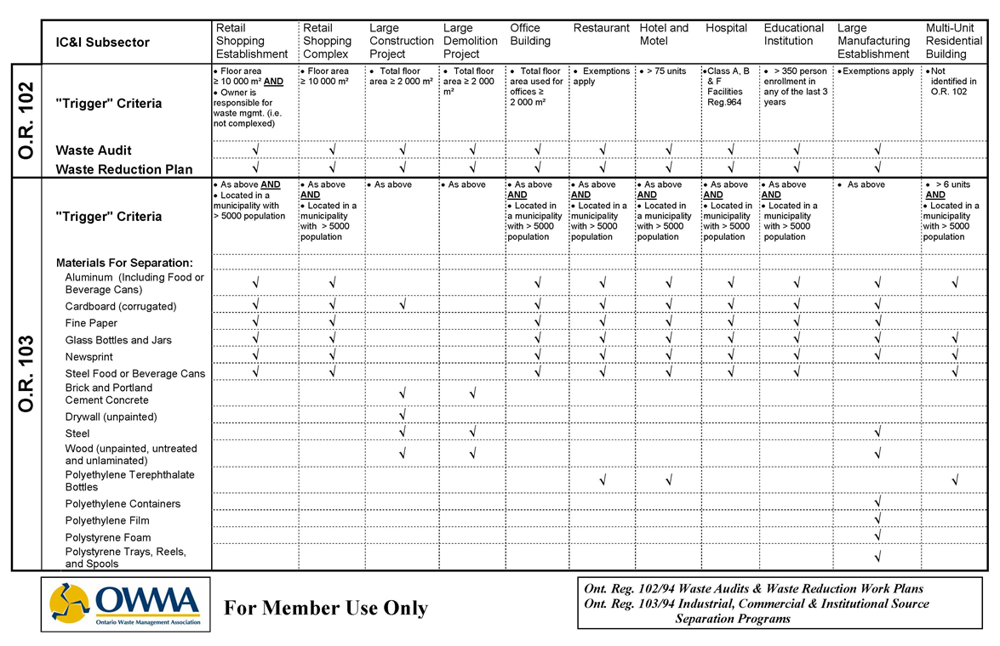 IC&I Subsector
Retail
Shopping
Establishment
Retail
Shopping
Complex
Large
Construction
Project
Large
Demolition
Project
Office
Building
Restaurant
Hotel and
Motel
Hospital
Educational
Institution
Large
Manufacturing
Establishment
Multi-Unit
Residential
Building
O.R. 102
"Trigger" Criteria
• Floor area
≥ 10 000 m² AND
• Owner is
responsible for
waste mgmt. (i.e.
not complexed)
• Floor area
≥ 10 000 m²
• Total floor
area ≥ 2 000 m²
• Total floor
area ≥ 2 000
m²
• Total floor
area used for
offices ≥
2 000 m²
• Exemptions
apply
• > 75 units
•Class A, B
& F
Facilities
Reg.964
• > 350 person
enrollment in
any of the last 3
years
•Exemptions apply
•Not
identified in
O.R. 102
Waste Audit √ √ √ √ √ √ √ √ √ √
Waste Reduction Plan √ √ √ √ √ √ √ √ √ √
O.R. 103
"Trigger" Criteria
• As above AND
• Located in a
municipality with
> 5000 population
• As above
AND
• Located in a
municipality
with > 5000
population
• As above
• As above
• As above
AND
• Located in
a municipality
with > 5000
population
• As above
AND
• Located in a
municipality
with > 5000
population
• As above
AND
• Located in
a municipality
with > 5000
population
• As above
AND
• Located in a
municipality
with > 5000
population
• As above
AND
• Located in a
municipality
with > 5000
population
• As above
• > 6 units
AND
• Located in a
municipality
with > 5000
population
Materials For Separation:
Aluminum (Including Food or
Beverage Cans) √ √ √ √ √ √ √ √ √
Cardboard (corrugated) √ √ √ √ √ √ √ √ √
Fine Paper √ √ √ √ √ √ √ √
Glass Bottles and Jars √ √ √ √ √ √ √ √ √
Newsprint √ √ √ √ √ √ √ √ √
Steel Food or Beverage Cans √ √ √ √ √ √ √ √
Brick and Portland
Cement Concrete √ √
Drywall (unpainted) √
Steel √ √ √
Wood (unpainted, untreated
and unlaminated) √ √ √
Polyethylene Terephthalate
Bottles √ √ √
Polyethylene Containers √
Polyethylene Film √
Polystyrene Foam √
Polystyrene Trays, Reels,
and Spools √
OWMA
Ontario Waste Management Association
For Member Use Only
Ont. Reg. 102/94 Waste Audits & Waste Reduction Work Plans
Ont. Reg. 103/94 Industrial, Commercial & Institutional Source
Separation Programs